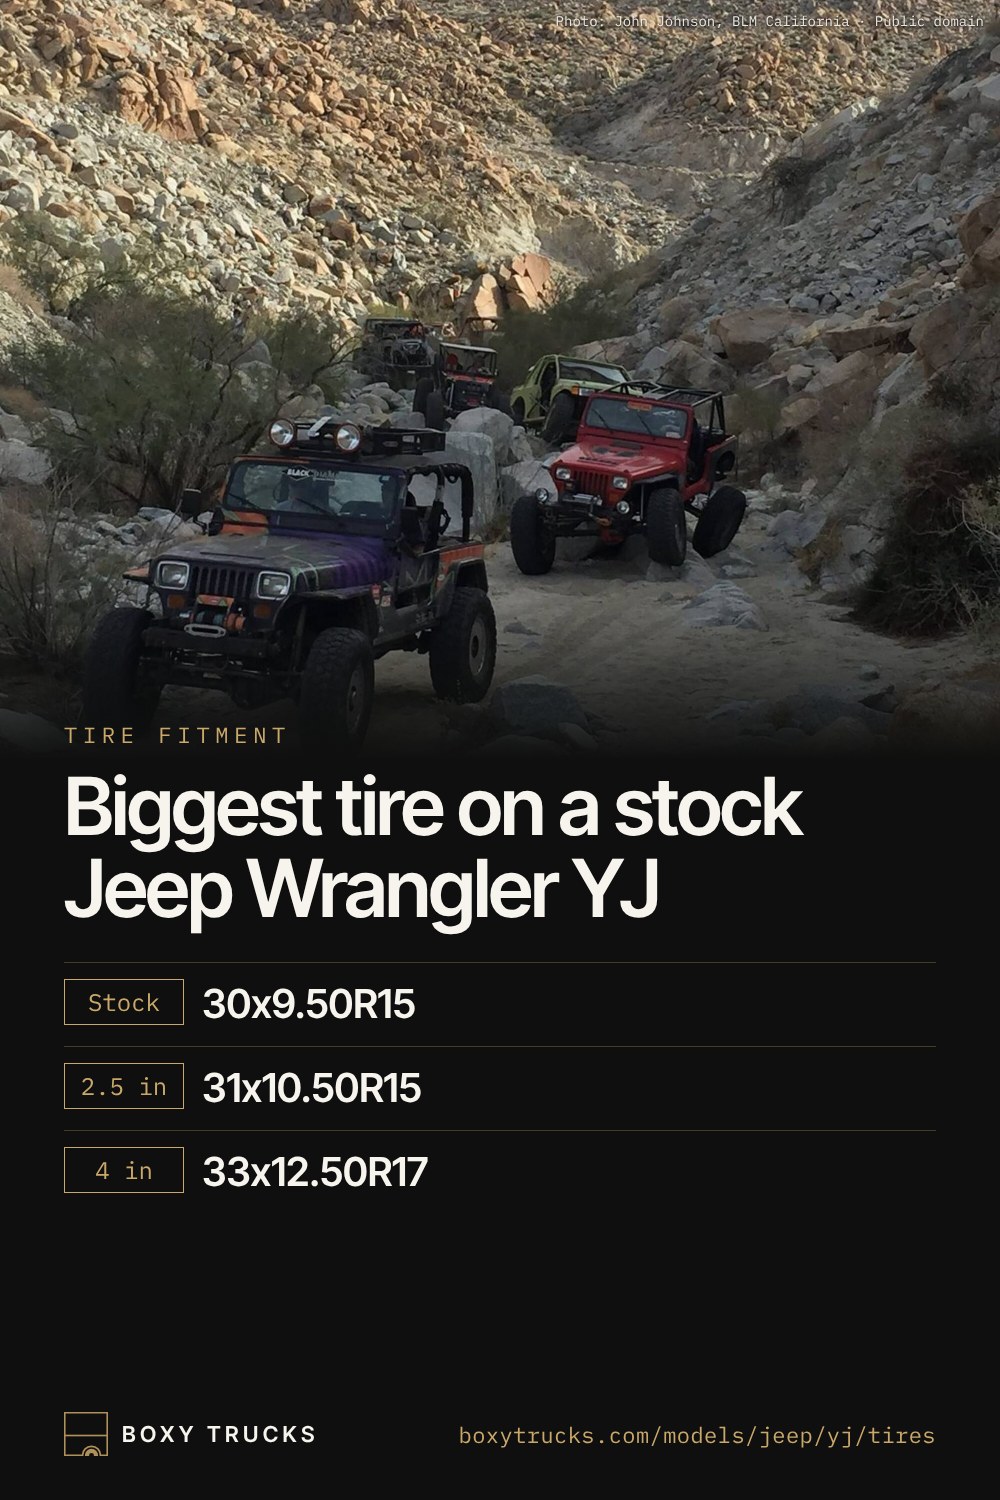 Photo: John Johnson, BLM California · Public domain
TIRE FITMENT
Biggest tire on a stock
Jeep Wrangler YJ
Stock 30x9.50R15
2.5 in 31x10.50R15
4 in 33x12.50R17
BOXY TRUCKS
boxytrucks.com/models/jeep/yj/tires